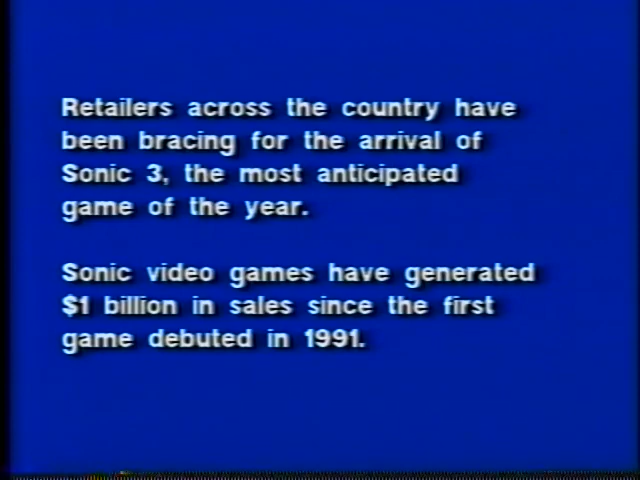 Retailers across the country have
been bracing for the arrival of
Sonic 3, the most anticipated
game of the year.
Sonic video games have generated
$1 billion in sales since the first
game debuted in 1991.